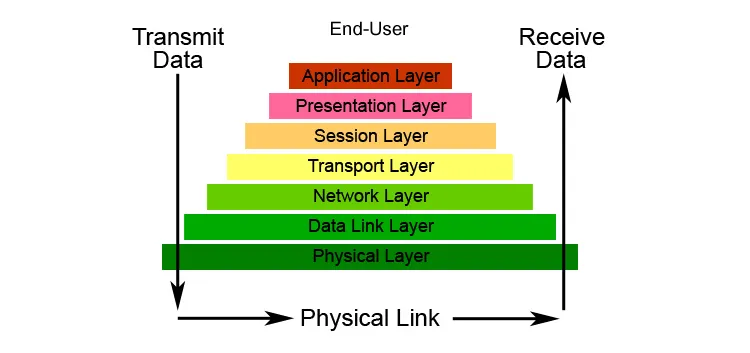 Transmit
Data
End-User
Receive
Data
Application Layer
Presentation Layer
Session Layer
Transport Layer
Network Layer
Data Link Layer
Physical Layer
Physical Link